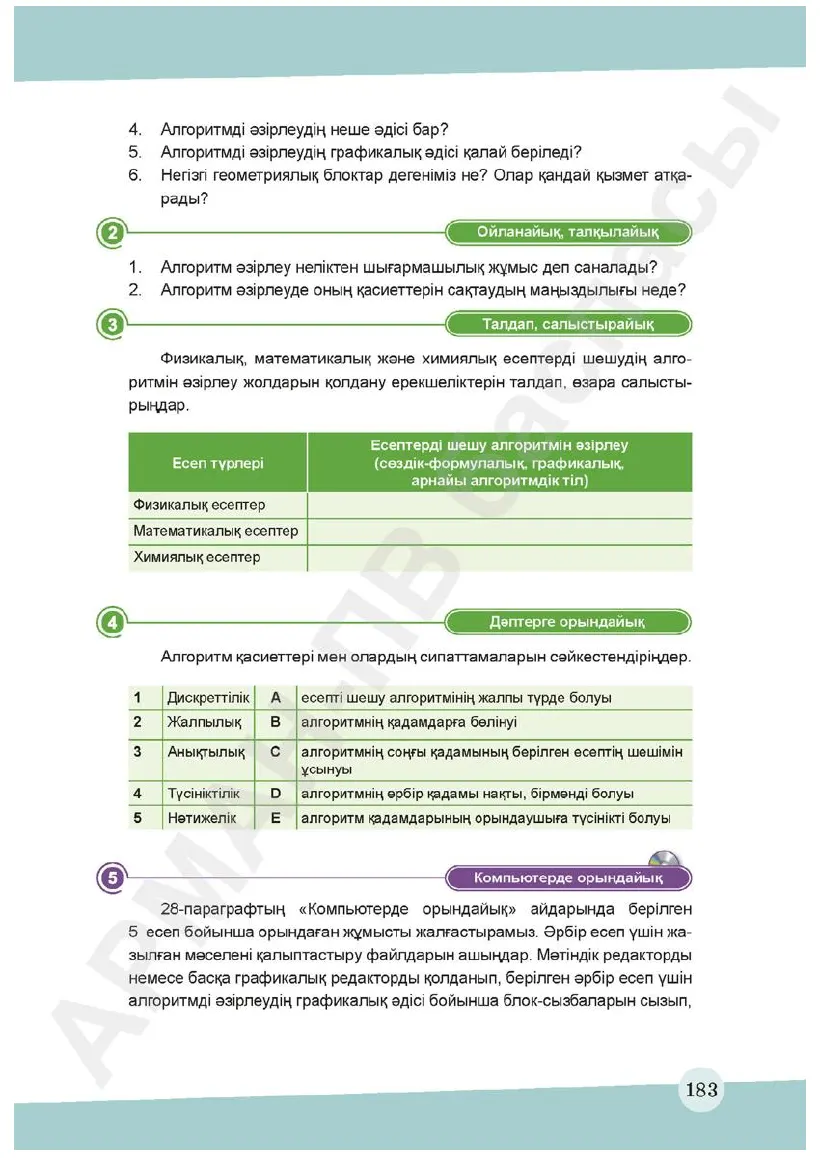 4. Алгоритмді әзірлеудің неше әдісі бар?
5. Алгоритмді әзірлеудің графикалық әдісі қалай беріледі?
6. Негізгі геометриялық блоктар дегеніміз не? Олар қандай қызмет атқа-
рады?
2 Ойланайық, талқылайық
1. Алгоритм әзірлеу неліктен шығармашылық жұмыс деп саналады?
2. Алгоритм әзірлеуде оның қасиеттерін сақтаудың маңыздылығы неде?
3 Талдап, салыстырайық
Физикалық, математикалық және химиялық есептерді шешудің алго-
ритмін әзірлеу жолдарын қолдану ерекшеліктерін талдап, өзара салысты-
рыңдар.
Есеп түрлері
Есептерді шешу алгоритмін әзірлеу
(сөздік-формулалық, графикалық,
арнайы алгоритмдік тіл)
Физикалық есептер
Математикалық есептер
Химиялық есептер
4 Дәптерге орындайық
Алгоритм қасиеттері мен олардың сипаттамаларын сәйкестендіріңдер.
1 Дискреттілік A есепті шешу алгоритмінің жалпы түрде болуы
2 Жалпылық B алгоритмнің қадамдарға бөлінуі
3 Анықтылық C алгоритмнің соңғы қадамының берілген есептің шешімін
ұсынуы
4 Түсініктілік D алгоритмнің әрбір қадамы нақты, бірмәнді болуы
5 Нәтижелік E алгоритм қадамдарының орындаушыға түсінікті болуы
5 Компьютерде орындайық
28-параграфтың «Компьютерде орындайық» айдарында берілген
5 есеп бойынша орындаған жұмысты жалғастырамыз. Әрбір есеп үшін жа-
зылған мәселені қалыптастыру файлдарын ашыңдар. Мәтіндік редакторды
немесе басқа графикалық редакторды қолданып, берілген әрбір есеп үшін
алгоритмді әзірлеудің графикалық әдісі бойынша блок-сызбаларын сызып,
183
АРМАН-ПВ баспасы